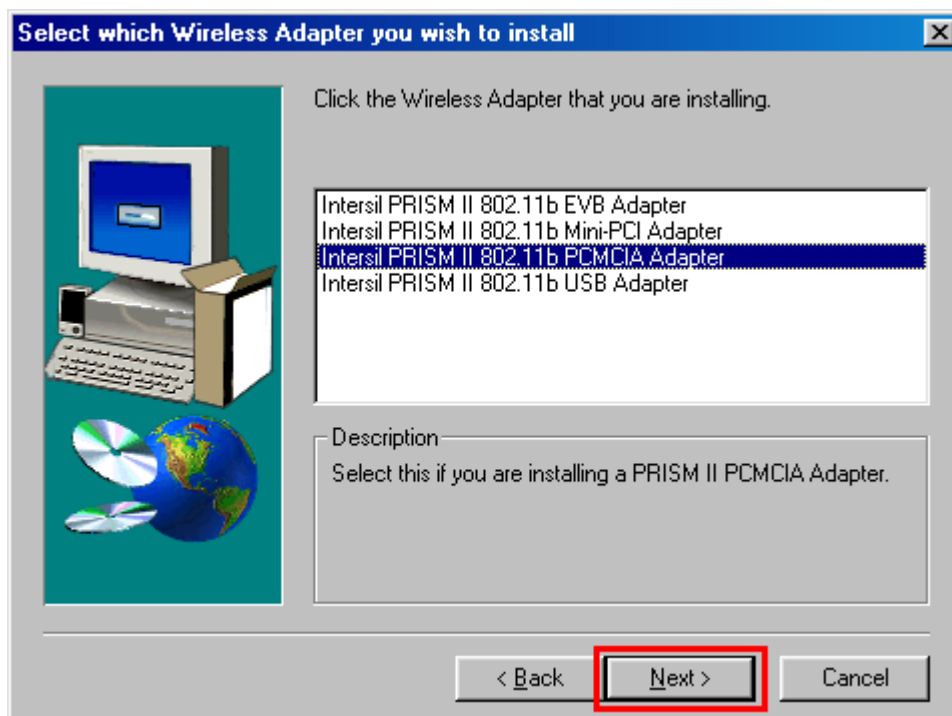 Select which Wireless Adapter you wish to install
Click the Wireless Adapter that you are installing.
Intersil PRISM II 802.11b EVB Adapter
Intersil PRISM II 802.11b Mini-PCI Adapter
Intersil PRISM II 802.11b PCMCIA Adapter
Intersil PRISM II 802.11b USB Adapter
Description
Select this if you are installing a PRISM II PCMCIA Adapter.
< Back
Next >
Cancel